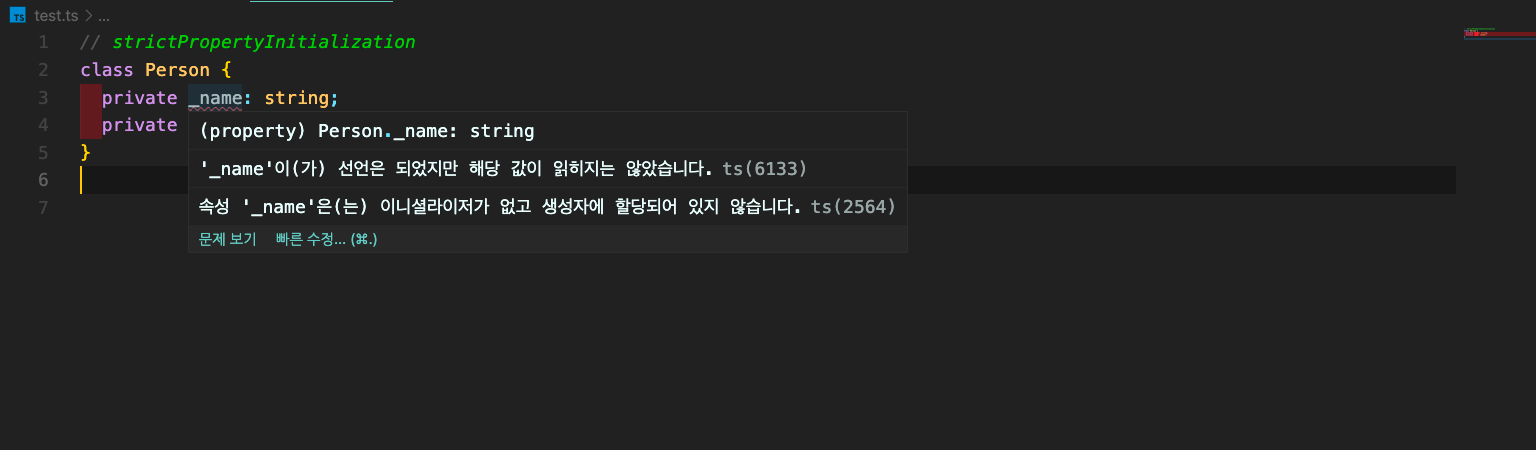 TS test.ts > ...
1 // strictPropertyInitialization
2 class Person {
3 private _name: string;
4 private
(property) Person._name: string
5 }
'_name'이(가) 선언은 되었지만 해당 값이 읽히지는 않았습니다. ts(6133)
6
속성 '_name'은(는) 이니셜라이저가 없고 생성자에 할당되어 있지 않습니다. ts(2564)
7
문제 보기 빠른 수정... (⌘.)